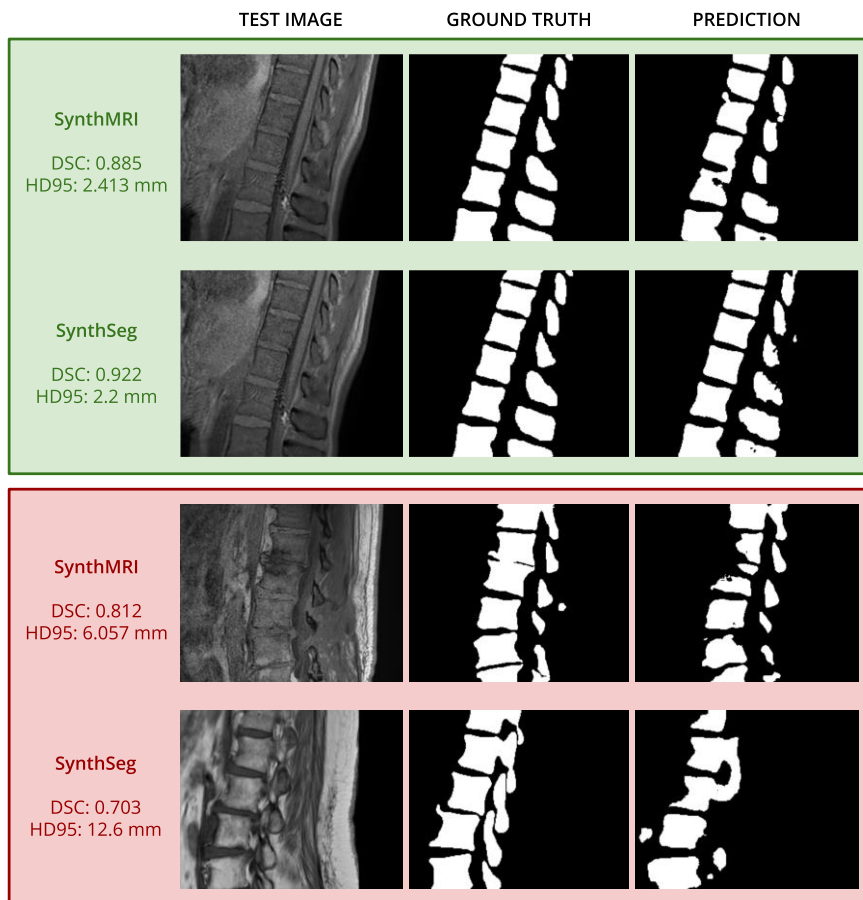 TEST IMAGE GROUND TRUTH PREDICTION
SynthMRI
DSC: 0.885
HD95: 2.413 mm
SynthSeg
DSC: 0.922
HD95: 2.2 mm
SynthMRI
DSC: 0.812
HD95: 6.057 mm
SynthSeg
DSC: 0.703
HD95: 12.6 mm